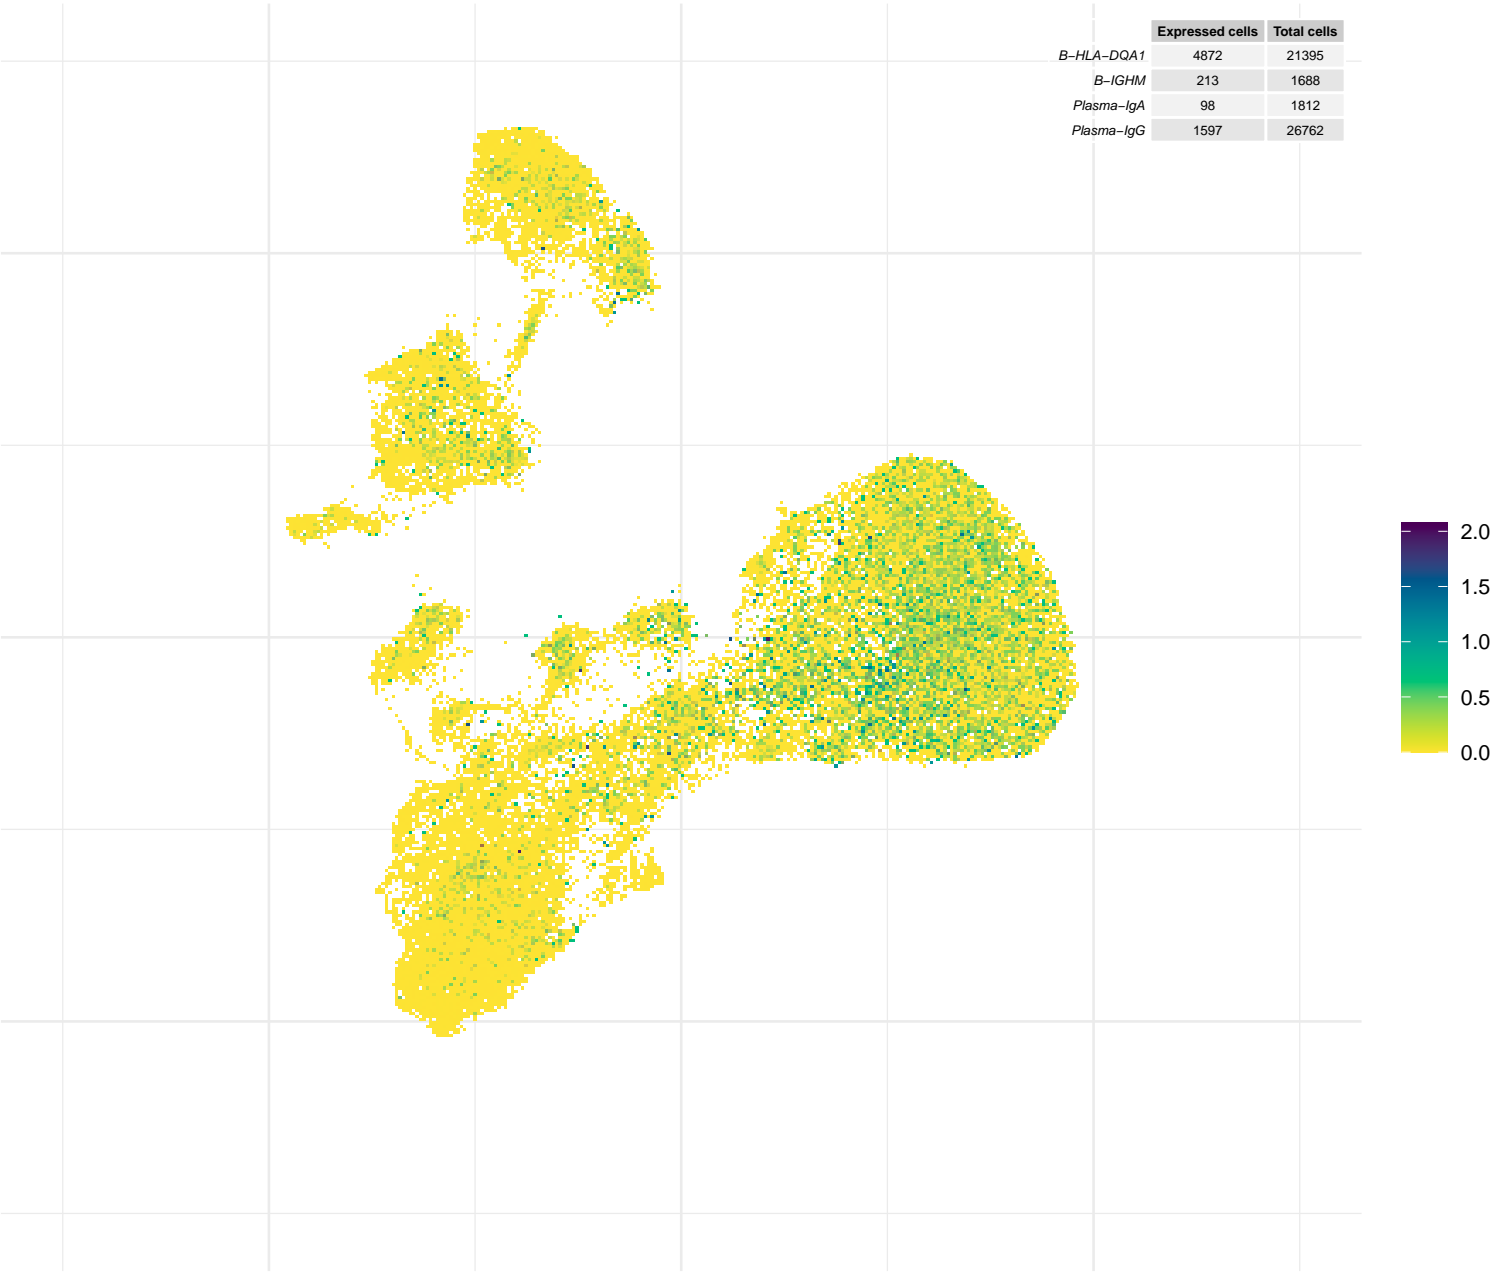 Expressed cells Total cells
B−HLA−DQA1 4872 21395
B−IGHM 213 1688
Plasma−IgA 98 1812
Plasma−IgG 1597 26762
2.0
1.5
1.0
0.5
0.0